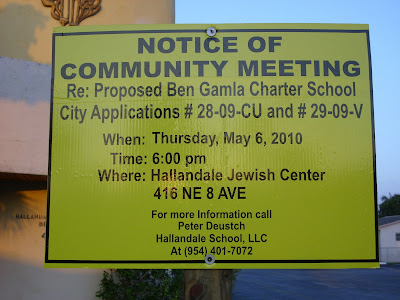 NOTICE OF
COMMUNITY MEETING
Re: Proposed Ben Gamla Charter School
City Applications # 28-09-CU and # 29-09-V
When: Thursday, May 6, 2010
Time: 6:00 pm
Where: Hallandale Jewish Center
416 NE 8 AVE
For more Information call
Peter Deustch
Hallandale School, LLC
At (954) 401-7072